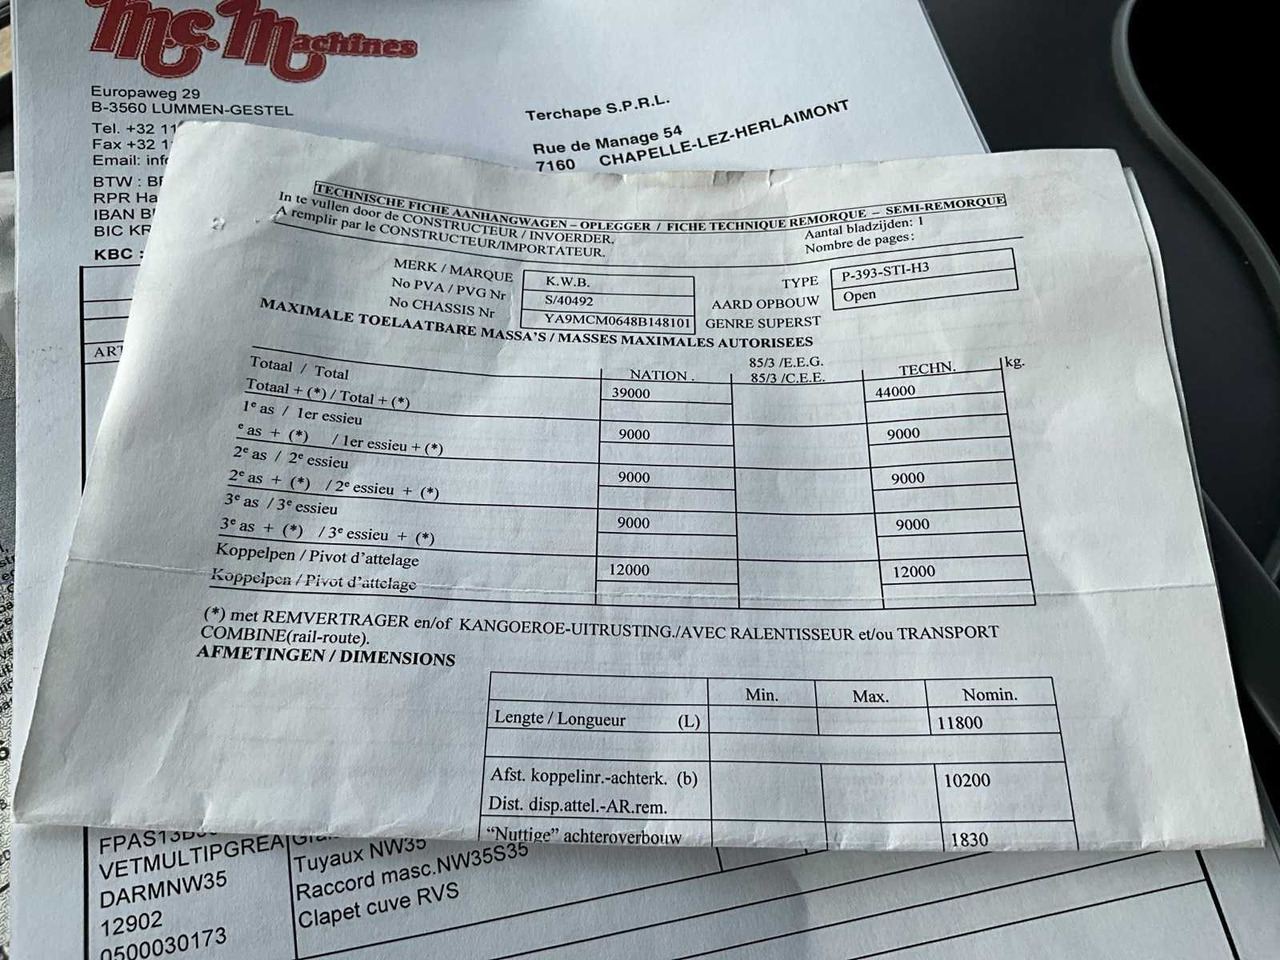 Mc. Machines
Europaweg 29
B-3560 LUMMEN-GESTEL
Tel. +32 11
Fax +32 1
Email: inf
BTW : B
RPR Ha
IBAN B
BIC KR
KBC :
Terchape S.P.R.L.
Rue de Manage 54
7160 CHAPELLE-LEZ-HERLAIMONT
ART
TECHNISCHE FICHE AANHANGWAGEN – OPLEGGER / FICHE TECHNIQUE REMORQUE – SEMI-REMORQUE
In te vullen door de CONSTRUCTEUR / INVOERDER.
A remplir par le CONSTRUCTEUR/IMPORTATEUR.
Aantal bladzijden: 1
Nombre de pages:
MERK / MARQUE K.W.B. TYPE P-393-STI-H3
No PVA / PVG Nr S/40492 AARD OPBOUW Open
No CHASSIS Nr YA9MCM0648B148101 GENRE SUPERST
MAXIMALE TOELAATBARE MASSA'S / MASSES MAXIMALES AUTORISEES
NATION. 85/3 /E.E.G. TECHN. kg.
85/3 /C.E.E.
Totaal / Total 39000 44000
Totaal + (*) / Total + (*)
1e as / 1er essieu 9000 9000
e as + (*) / 1er essieu + (*)
2e as / 2e essieu 9000 9000
2e as + (*) / 2e essieu + (*)
3e as / 3e essieu 9000 9000
3e as + (*) / 3e essieu + (*)
Koppelpen / Pivot d'attelage 12000 12000
Koppelpen / Pivot d'attelage
(*) met REMVERTRAGER en/of KANGOEROE-UITRUSTING./AVEC RALENTISSEUR et/ou TRANSPORT
COMBINE(rail-route).
AFMETINGEN / DIMENSIONS
Min. Max. Nomin.
Lengte / Longueur (L) 11800
Afst. koppelinr.-achterk. (b) 10200
Dist. disp.attel.-AR.rem.
"Nuttige" achteroverbouw 1830
FPAS13D
VETMULTIPGREA
DARMNW35 Tuyaux NW35
12902 Raccord masc.NW35S35
0500030173 Clapet cuve RVS